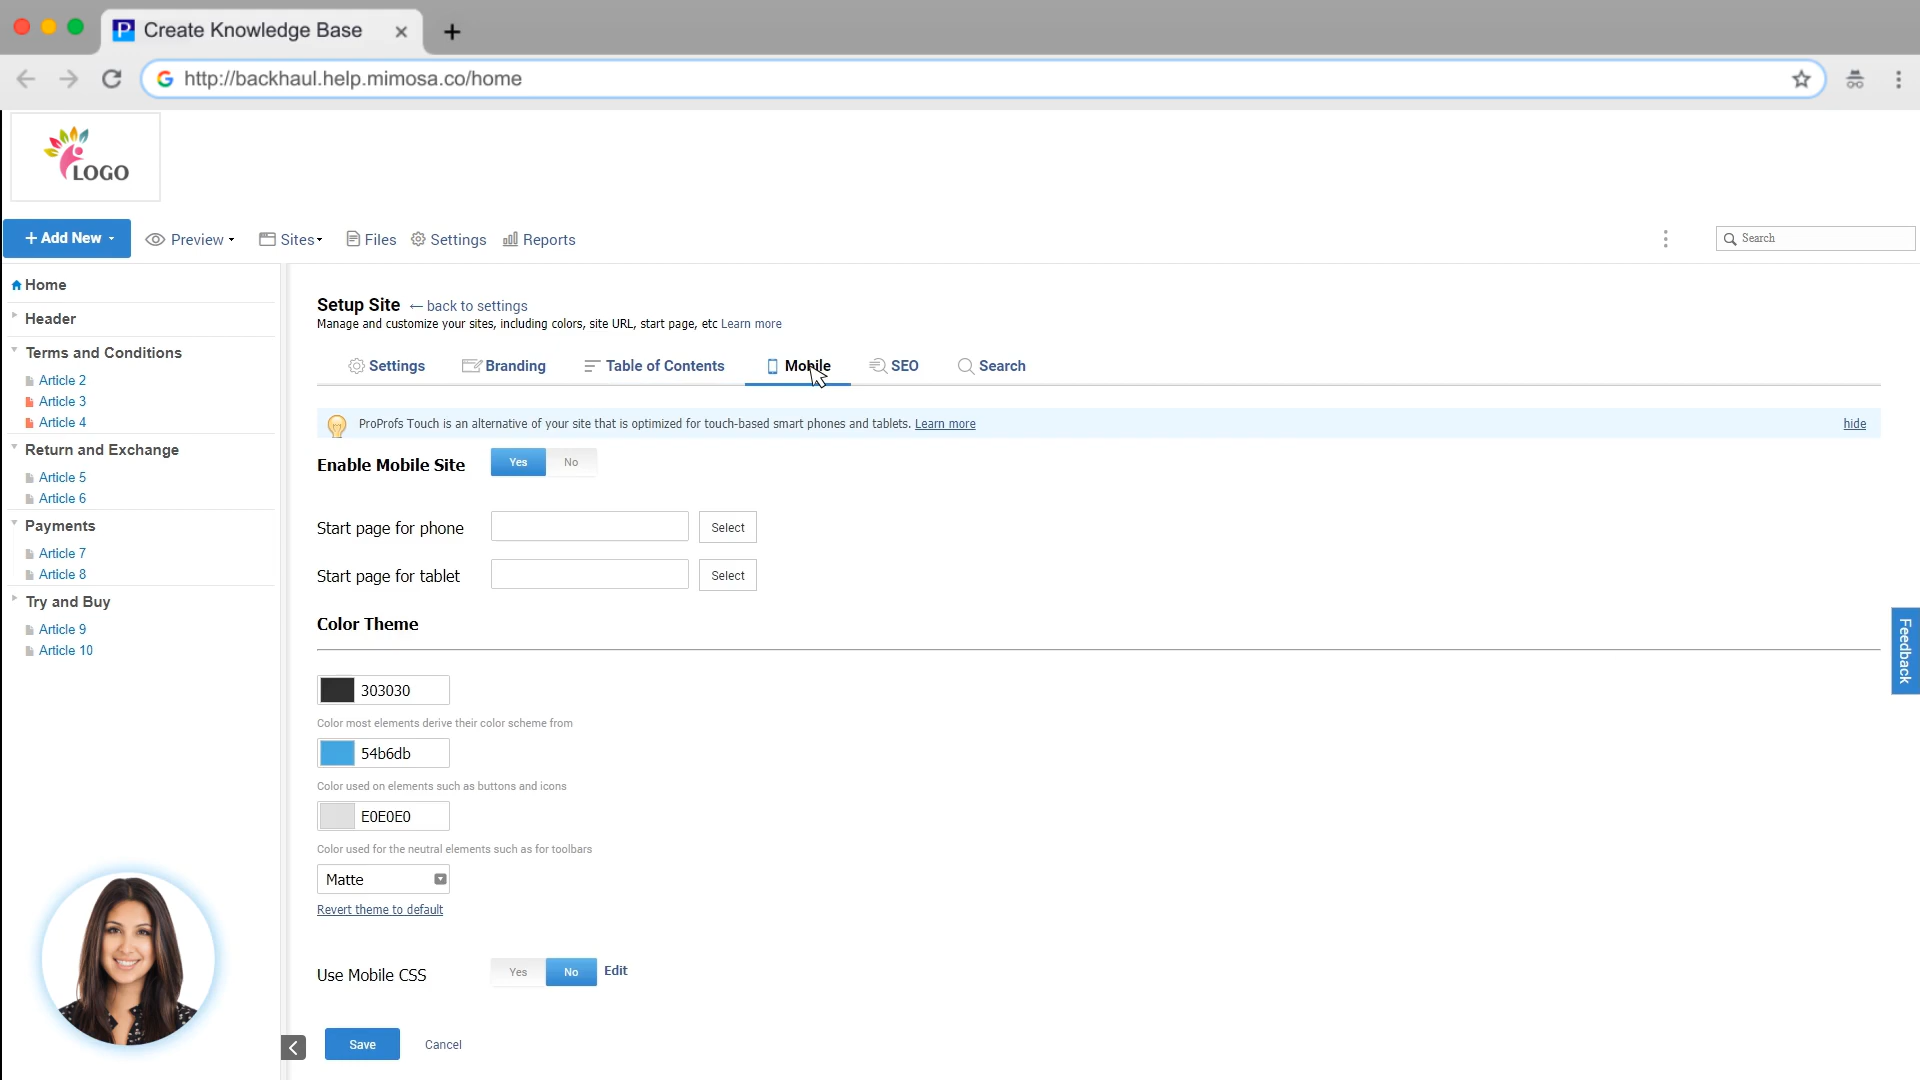 Create Knowledge Base
http://backhaul.help.mimosa.co/home
LOGO
+ Add New
Preview
Sites
Files
Settings
Reports
Search
Home
Header
Terms and Conditions
Article 2
Article 3
Article 4
Return and Exchange
Article 5
Article 6
Payments
Article 7
Article 8
Try and Buy
Article 9
Article 10
Setup Site ← back to settings
Manage and customize your sites, including colors, site URL, start page, etc Learn more
Settings
Branding
Table of Contents
Mobile
SEO
Search
ProProfs Touch is an alternative of your site that is optimized for touch-based smart phones and tablets. Learn more
hide
Enable Mobile Site Yes No
Start page for phone Select
Start page for tablet Select
Color Theme
303030
Color most elements derive their color scheme from
54b6db
Color used on elements such as buttons and icons
E0E0E0
Color used for the neutral elements such as for toolbars
Matte
Revert theme to default
Use Mobile CSS Yes No Edit
Save Cancel
Feedback